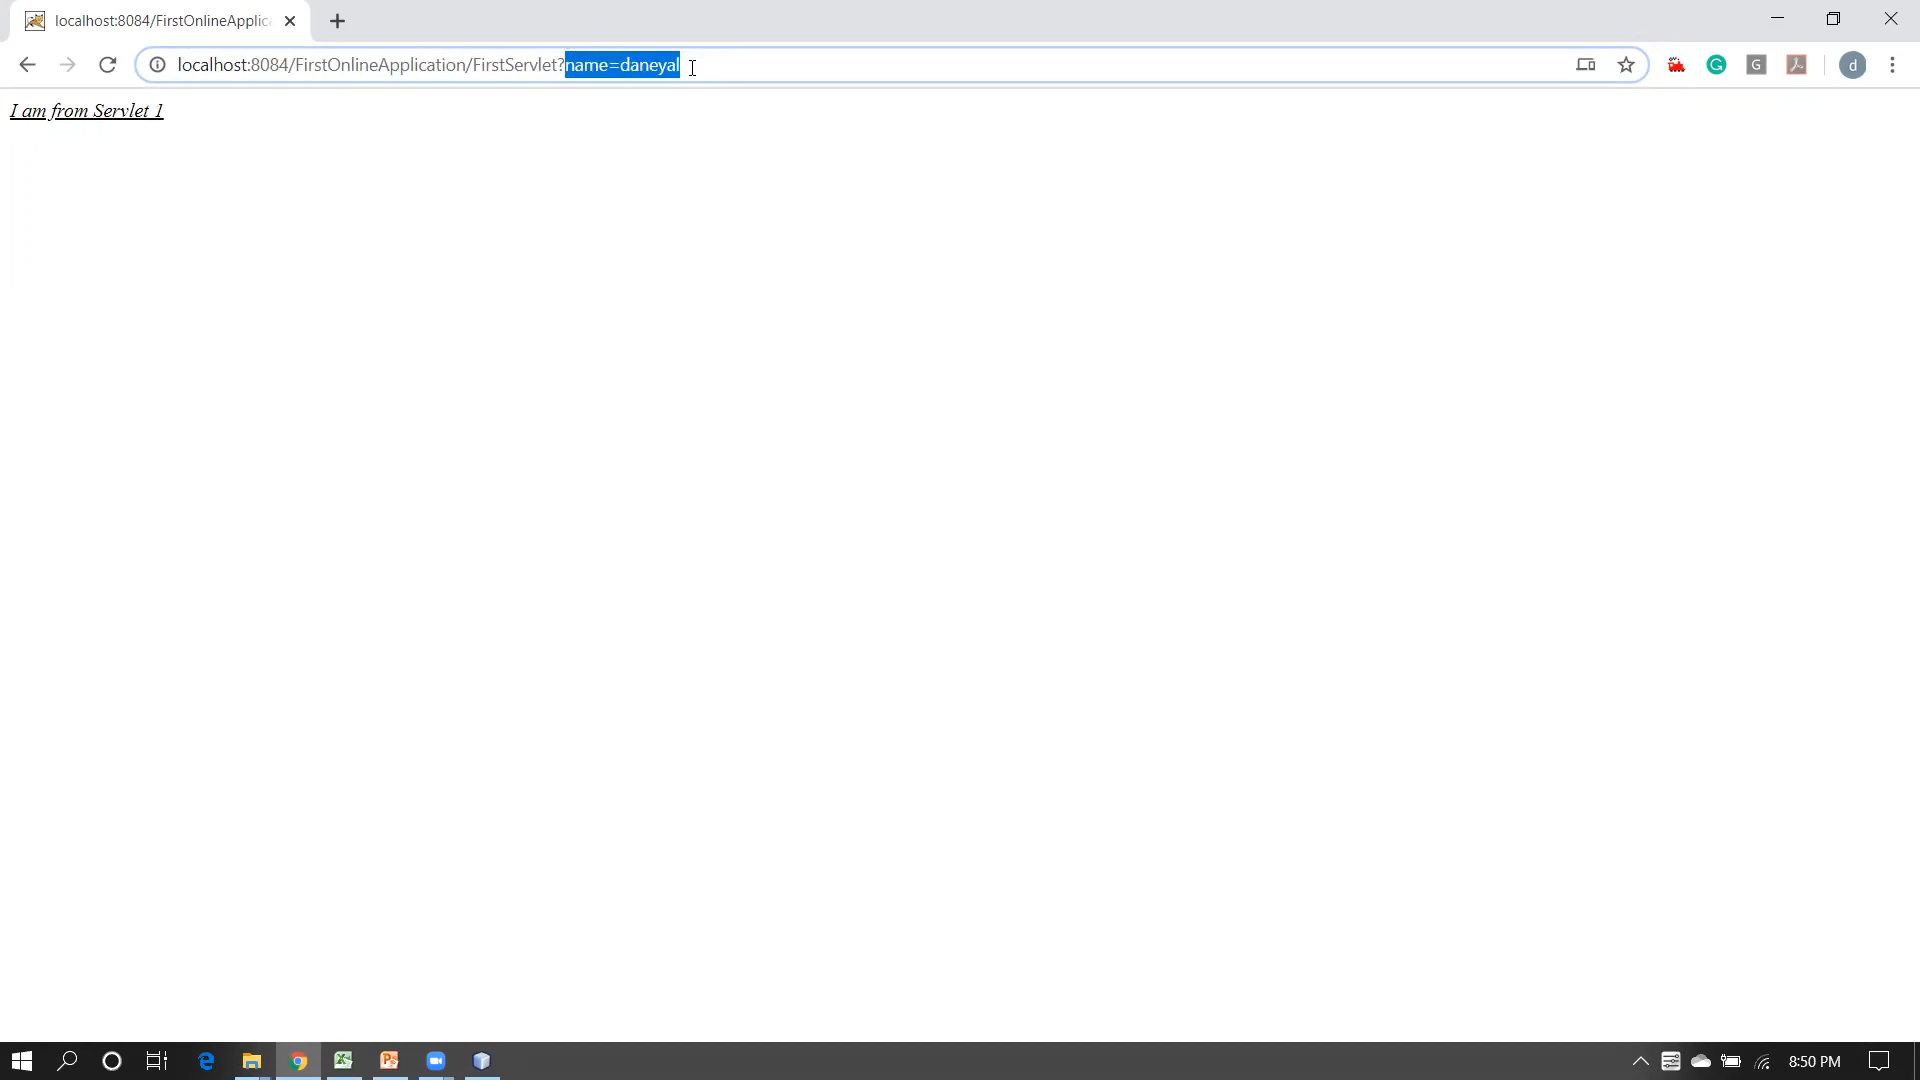 localhost:8084/FirstOnlineApplic
localhost:8084/FirstOnlineApplication/FirstServlet?name=daneyal
G
G
d
I am from Servlet 1
8:50 PM